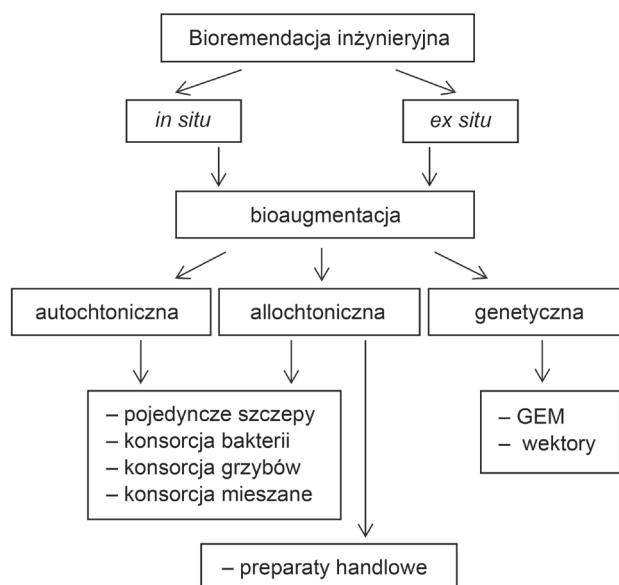 Bioremendacja inżynieryjna
in situ
ex situ
bioaugmentacja
autochtoniczna
allochtoniczna
genetyczna
– pojedyncze szczepy
– konsorcja bakterii
– konsorcja grzybów
– konsorcja mieszane
– GEM
– wektory
– preparaty handlowe